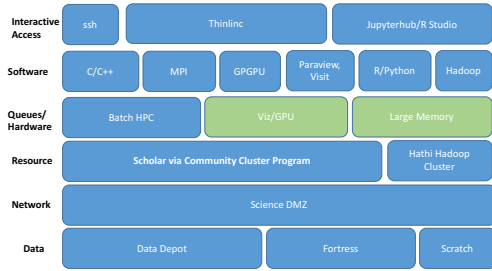 Interactive
Access
ssh
Thinlinc
Jupyterhub/R Studio
Software
C/C++
MPI
GPGPU
Paraview,
Visit
R/Python
Hadoop
Queues/
Hardware
Batch HPC
Viz/GPU
Large Memory
Resource
Scholar via Community Cluster Program
Hathi Hadoop
Cluster
Network
Science DMZ
Data
Data Depot
Fortress
Scratch